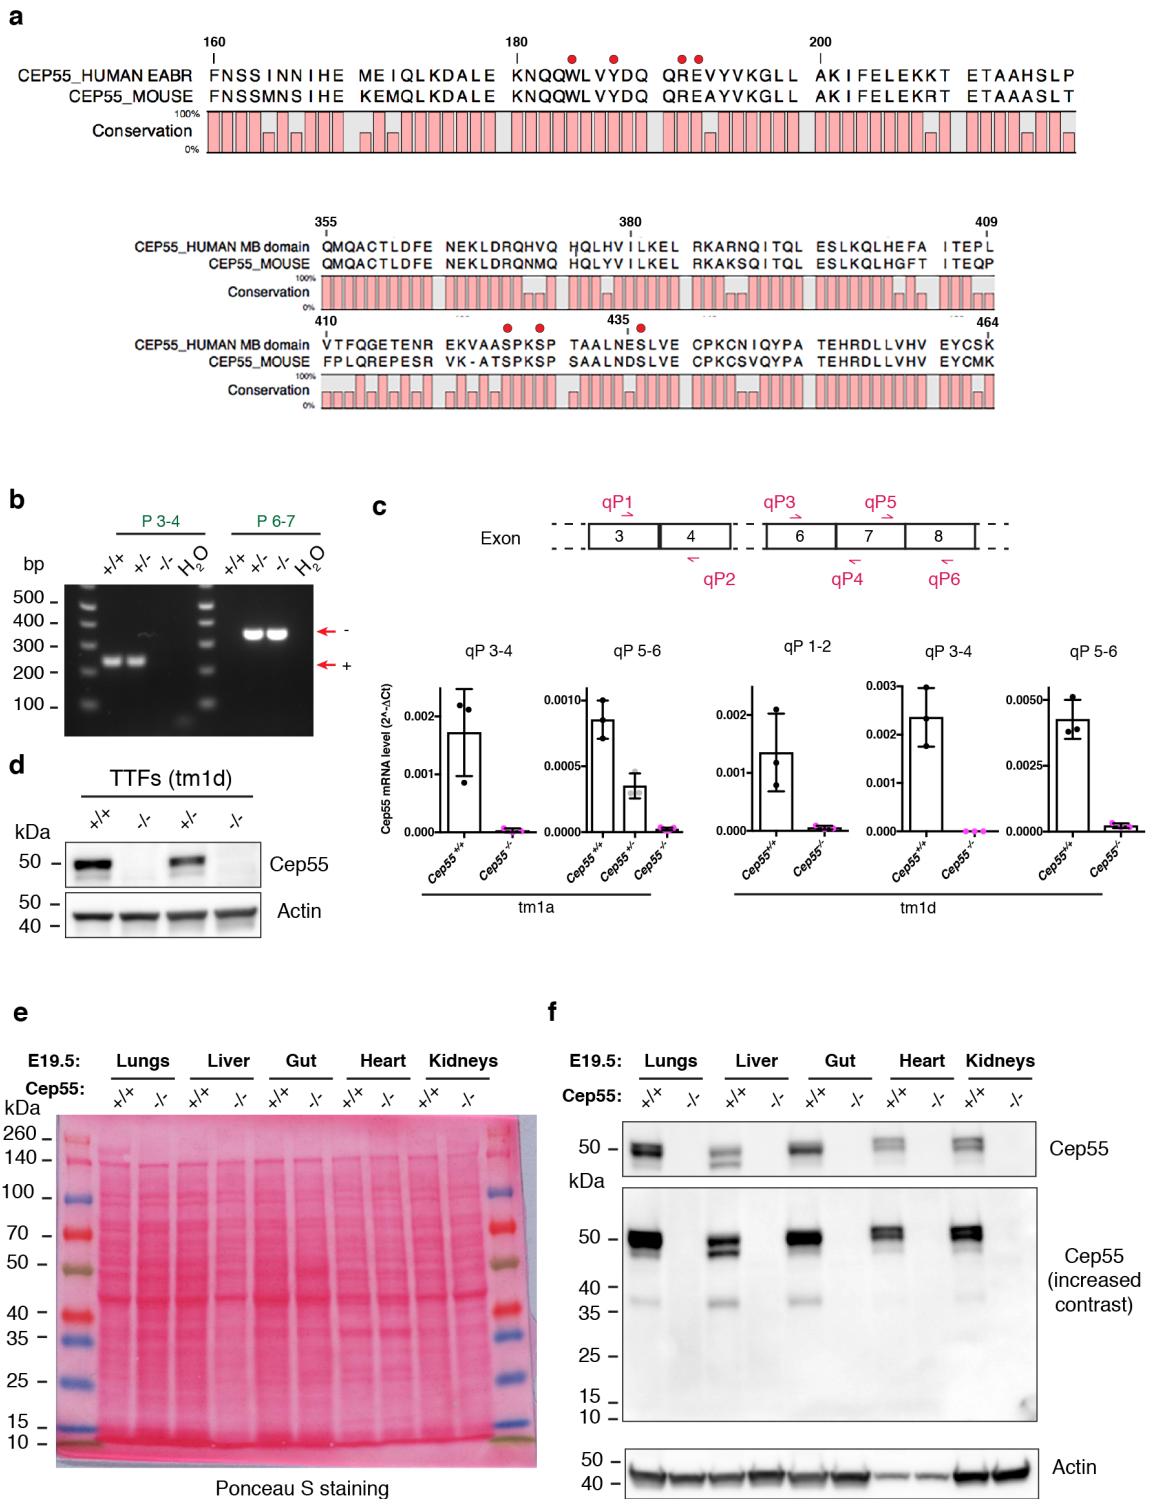 a
160 180 200
CEP55_HUMAN EABR FNSSINNIHE MEIQLKDALE KNQQWLVYDQ QREVYVKGLL AKIFELEKKT ETAAHSLP
CEP55_MOUSE FNSSMNSIHE KEMQLKDALE KNQQWLVYDQ QREAYVKGLL AKIFELEKRT ETAAASLT
100%
Conservation
0%
355 380 409
CEP55_HUMAN MB domain QMQACTLDFE NEKLDRQHVQ HQLHVILKEL RKARNQITQL ESLKQLHEFA ITEPL
CEP55_MOUSE QMQACTLDFE NEKLDRQNMQ HQLYVILKEL RKAKSQITQL ESLKQLHGFT ITEQP
100%
Conservation
0%
410 435 464
CEP55_HUMAN MB domain VTFQGETENR EKVAASPKSP TAALNESLVE CPKCNIQYPA TEHRDLLVHV EYCSK
CEP55_MOUSE FPLQREPESR VK-ATSPKSP SAALNDSLVE CPKCSVQYPA TEHRDLLVHV EYCMK
100%
Conservation
0%
b
P 3-4 P 6-7
bp +/+ +/- -/- H2O +/+ +/- -/- H2O
500
400
300
200
100
-
+
c
qP1 qP3 qP5
Exon 3 4 6 7 8
qP2 qP4 qP6
qP 3-4 qP 5-6 qP 1-2 qP 3-4 qP 5-6
Cep55 mRNA level (2^-ΔCt)
0.002
0.001
0.000
0.0010
0.0005
0.0000
0.002
0.001
0.000
0.003
0.002
0.001
0.000
0.0050
0.0025
0.0000
Cep55+/+ Cep55-/- Cep55+/+ Cep55+/- Cep55-/- Cep55+/+ Cep55-/- Cep55+/+ Cep55-/- Cep55+/+ Cep55-/-
tm1a tm1d
d
TTFs (tm1d)
+/+ -/- +/- -/-
kDa
50 Cep55
50
40
Actin
e
E19.5: Lungs Liver Gut Heart Kidneys
Cep55: +/+ -/- +/+ -/- +/+ -/- +/+ -/- +/+ -/-
kDa
260
140
100
70
50
40
35
25
15
10
Ponceau S staining
f
E19.5: Lungs Liver Gut Heart Kidneys
Cep55: +/+ -/- +/+ -/- +/+ -/- +/+ -/- +/+ -/-
50 Cep55
kDa
50
40
35
25
15
10
Cep55
(increased
contrast)
50
40
Actin